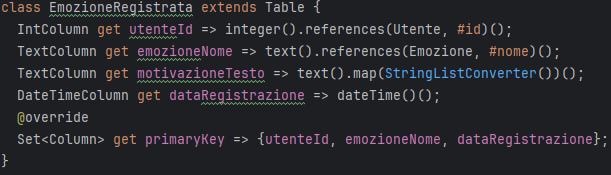 class EmozioneRegistrata extends Table {
  IntColumn get utenteId => integer().references(Utente, #id)();
  TextColumn get emozioneNome => text().references(Emozione, #nome)();
  TextColumn get motivazioneTesto => text().map(StringListConverter())();
  DateTimeColumn get dataRegistrazione => dateTime()();
  @override
  Set<Column> get primaryKey => {utenteId, emozioneNome, dataRegistrazione};
}